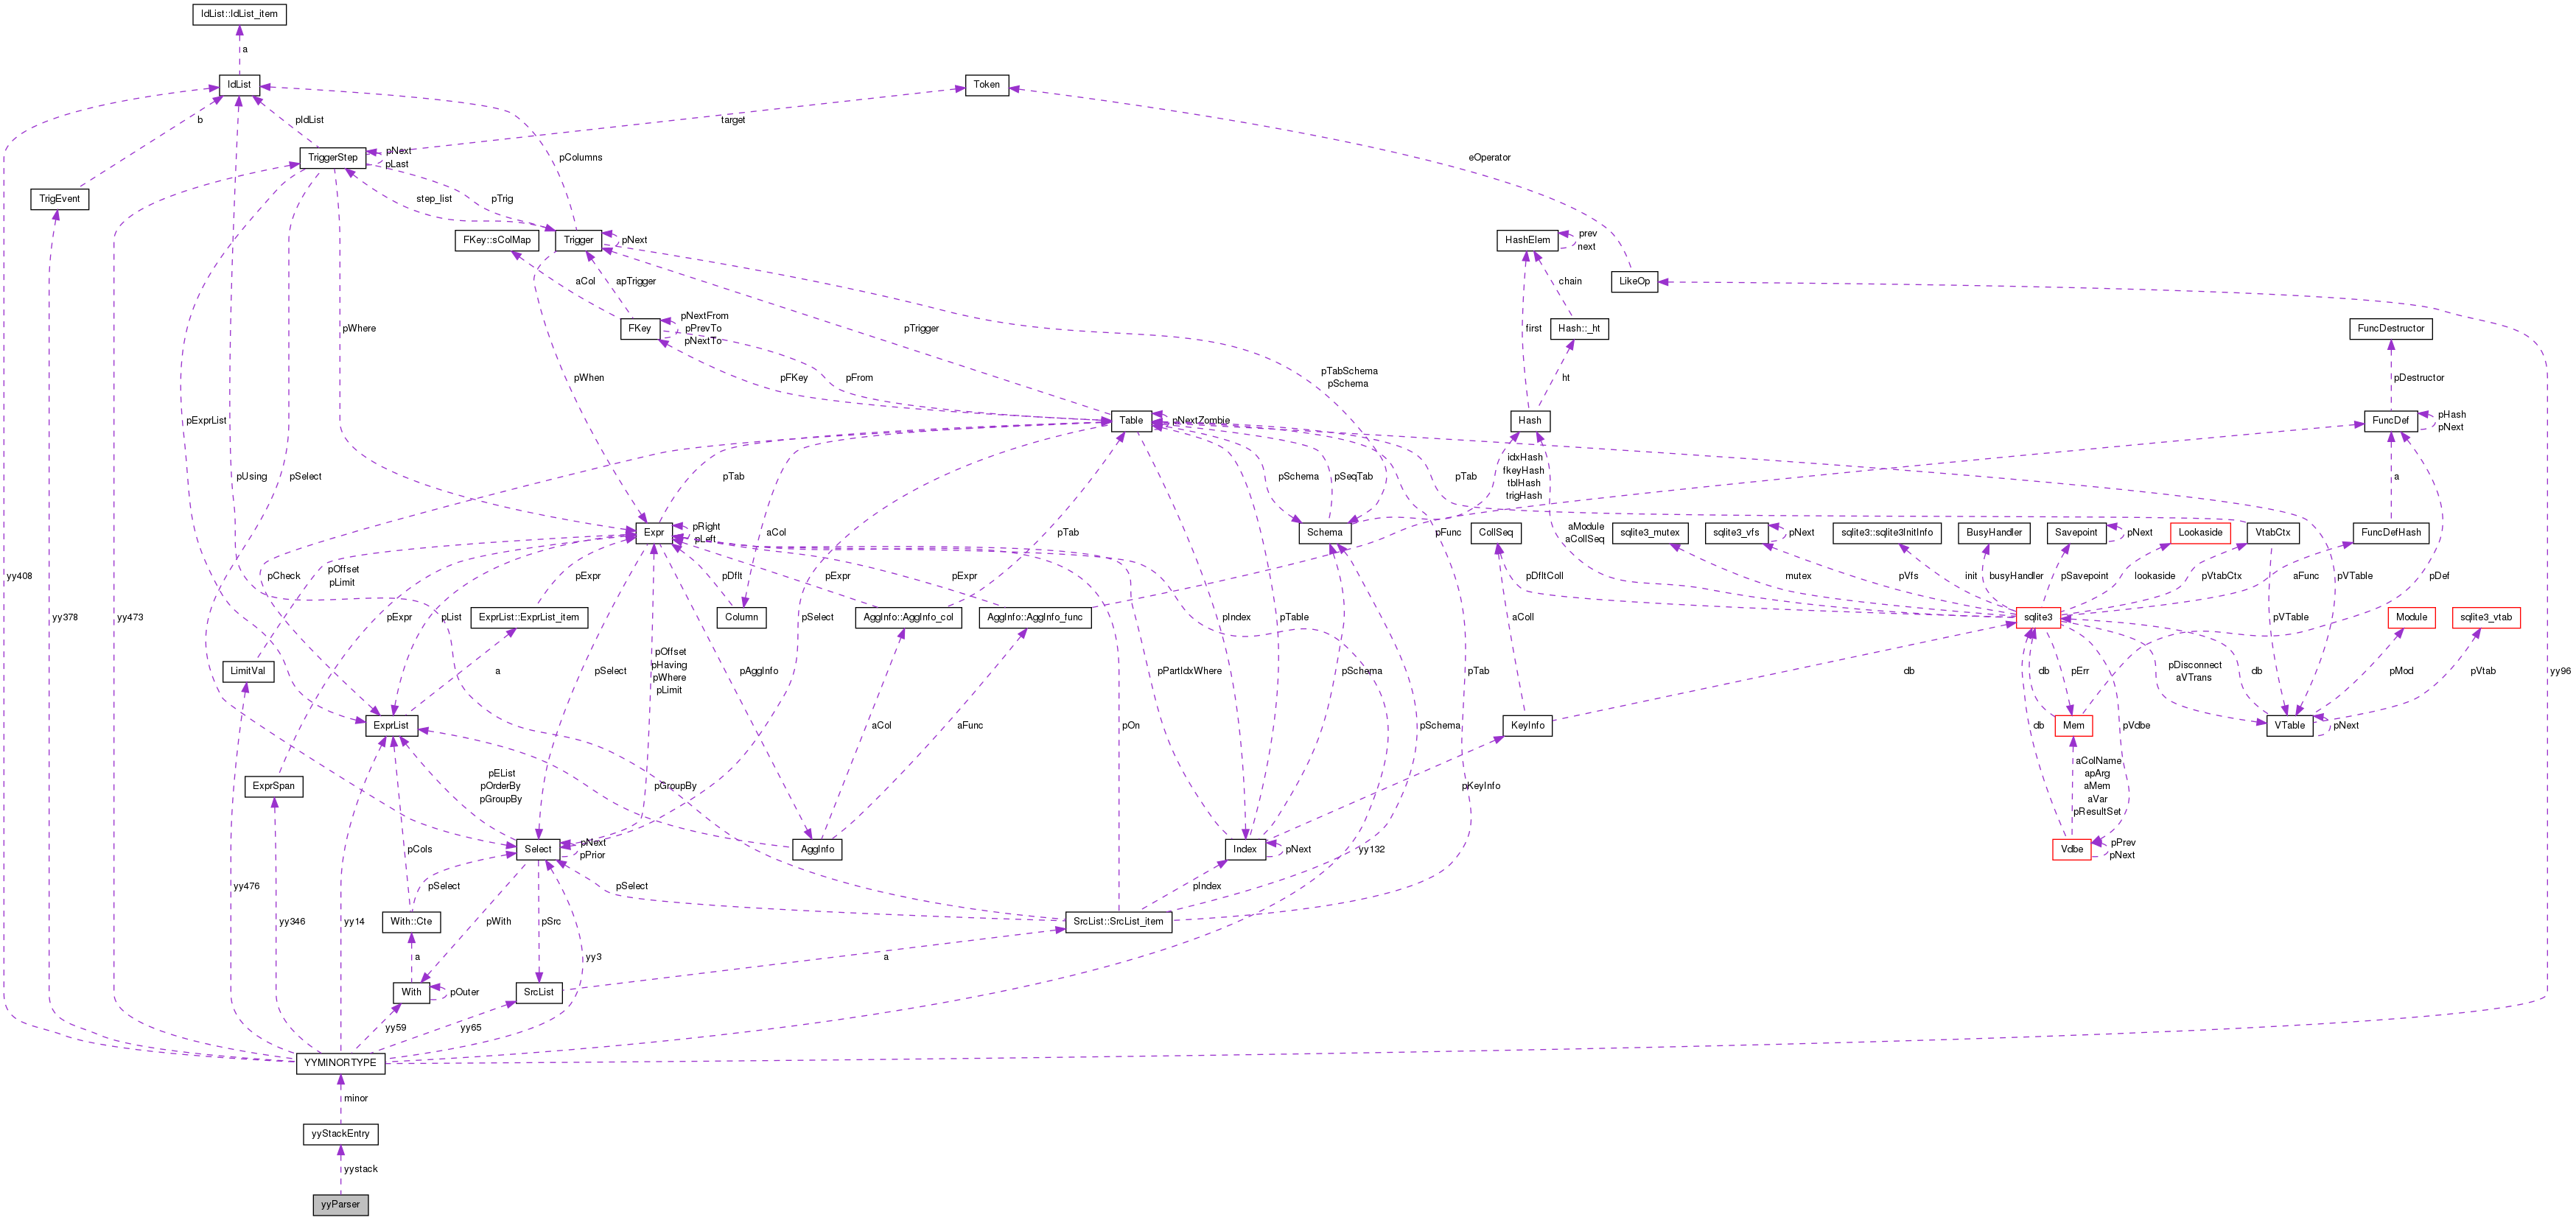 IdList::IdList_item
a
IdList
Token
b
pIdList
target
TriggerStep
pNext
pLast
pColumns
eOperator
TrigEvent
step_list
pTrig
FKey::sColMap
Trigger
pNext
HashElem
prev
next
aCol
apTrigger
chain
LikeOp
FKey
pNextFrom
pPrevTo
pNextTo
pWhere
pTrigger
first
Hash::_ht
FuncDestructor
pWhen
pFKey
pFrom
pTabSchema
pSchema
ht
pDestructor
pExprList
Table
pNextZombie
Hash
FuncDef
pHash
pNext
pUsing
pSelect
pTab
pSchema
pSeqTab
idxHash
fkeyHash
tblHash
trigHash
pTab
a
Expr
pRight
pLeft
aCol
pTab
Schema
pFunc
CollSeq
aModule
aCollSeq
sqlite3_mutex
sqlite3_vfs
pNext
sqlite3::sqlite3InitInfo
BusyHandler
Savepoint
pNext
Lookaside
VtabCtx
FuncDefHash
yy408
pOffset
pLimit
pCheck
pExpr
pDflt
pExpr
pExpr
pDfltColl
mutex
pVfs
init
busyHandler
pSavepoint
lookaside
pVtabCtx
aFunc
pVTable
pDef
yy378
yy473
pExpr
pList
ExprList::ExprList_item
Column
pSelect
AggInfo::AggInfo_col
AggInfo::AggInfo_func
pIndex
pTable
aColl
sqlite3
pVTable
Module
sqlite3_vtab
LimitVal
a
pSelect
pOffset
pHaving
pWhere
pLimit
pAggInfo
pPartIdxWhere
pSchema
pTab
db
db
pErr
pDisconnect
aVTrans
db
pMod
pVtab
yy96
ExprList
aCol
aFunc
pOn
pSchema
KeyInfo
db
Mem
pVdbe
VTable
pNext
ExprSpan
pEList
pOrderBy
pGroupBy
pGroupBy
pKeyInfo
aColName
apArg
aMem
aVar
pResultSet
pCols
Select
pNext
pPrior
AggInfo
Index
pNext
yy132
Vdbe
pPrev
pNext
yy476
pSelect
pSelect
pIndex
yy346
yy14
With::Cte
pWith
pSrc
SrcList::SrcList_item
a
yy3
a
With
pOuter
SrcList
yy59
yy65
YYMINORTYPE
minor
yyStackEntry
yystack
yyParser